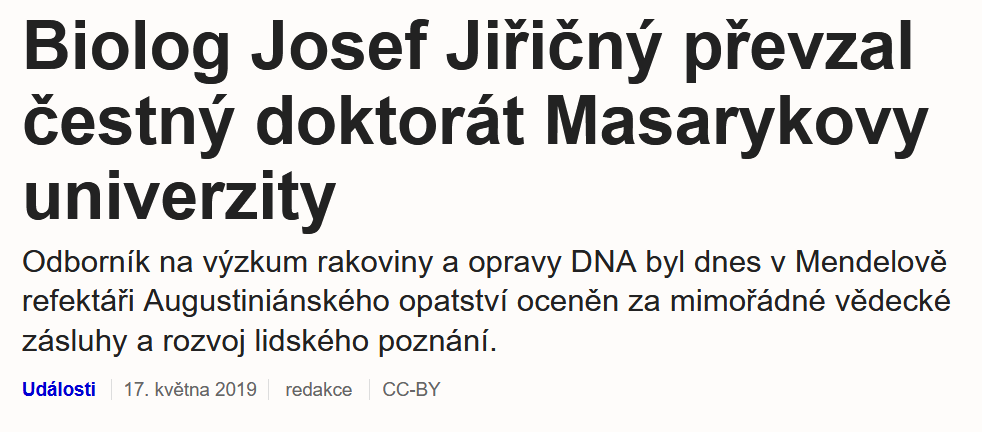 Biolog Josef Jiřičný převzal
čestný doktorát Masarykovy
univerzity
Odborník na výzkum rakoviny a opravy DNA byl dnes v Mendelově
refektáři Augustiniánského opatství oceněn za mimořádné vědecké
zásluhy a rozvoj lidského poznání.
Události 17. května 2019 redakce CC-BY